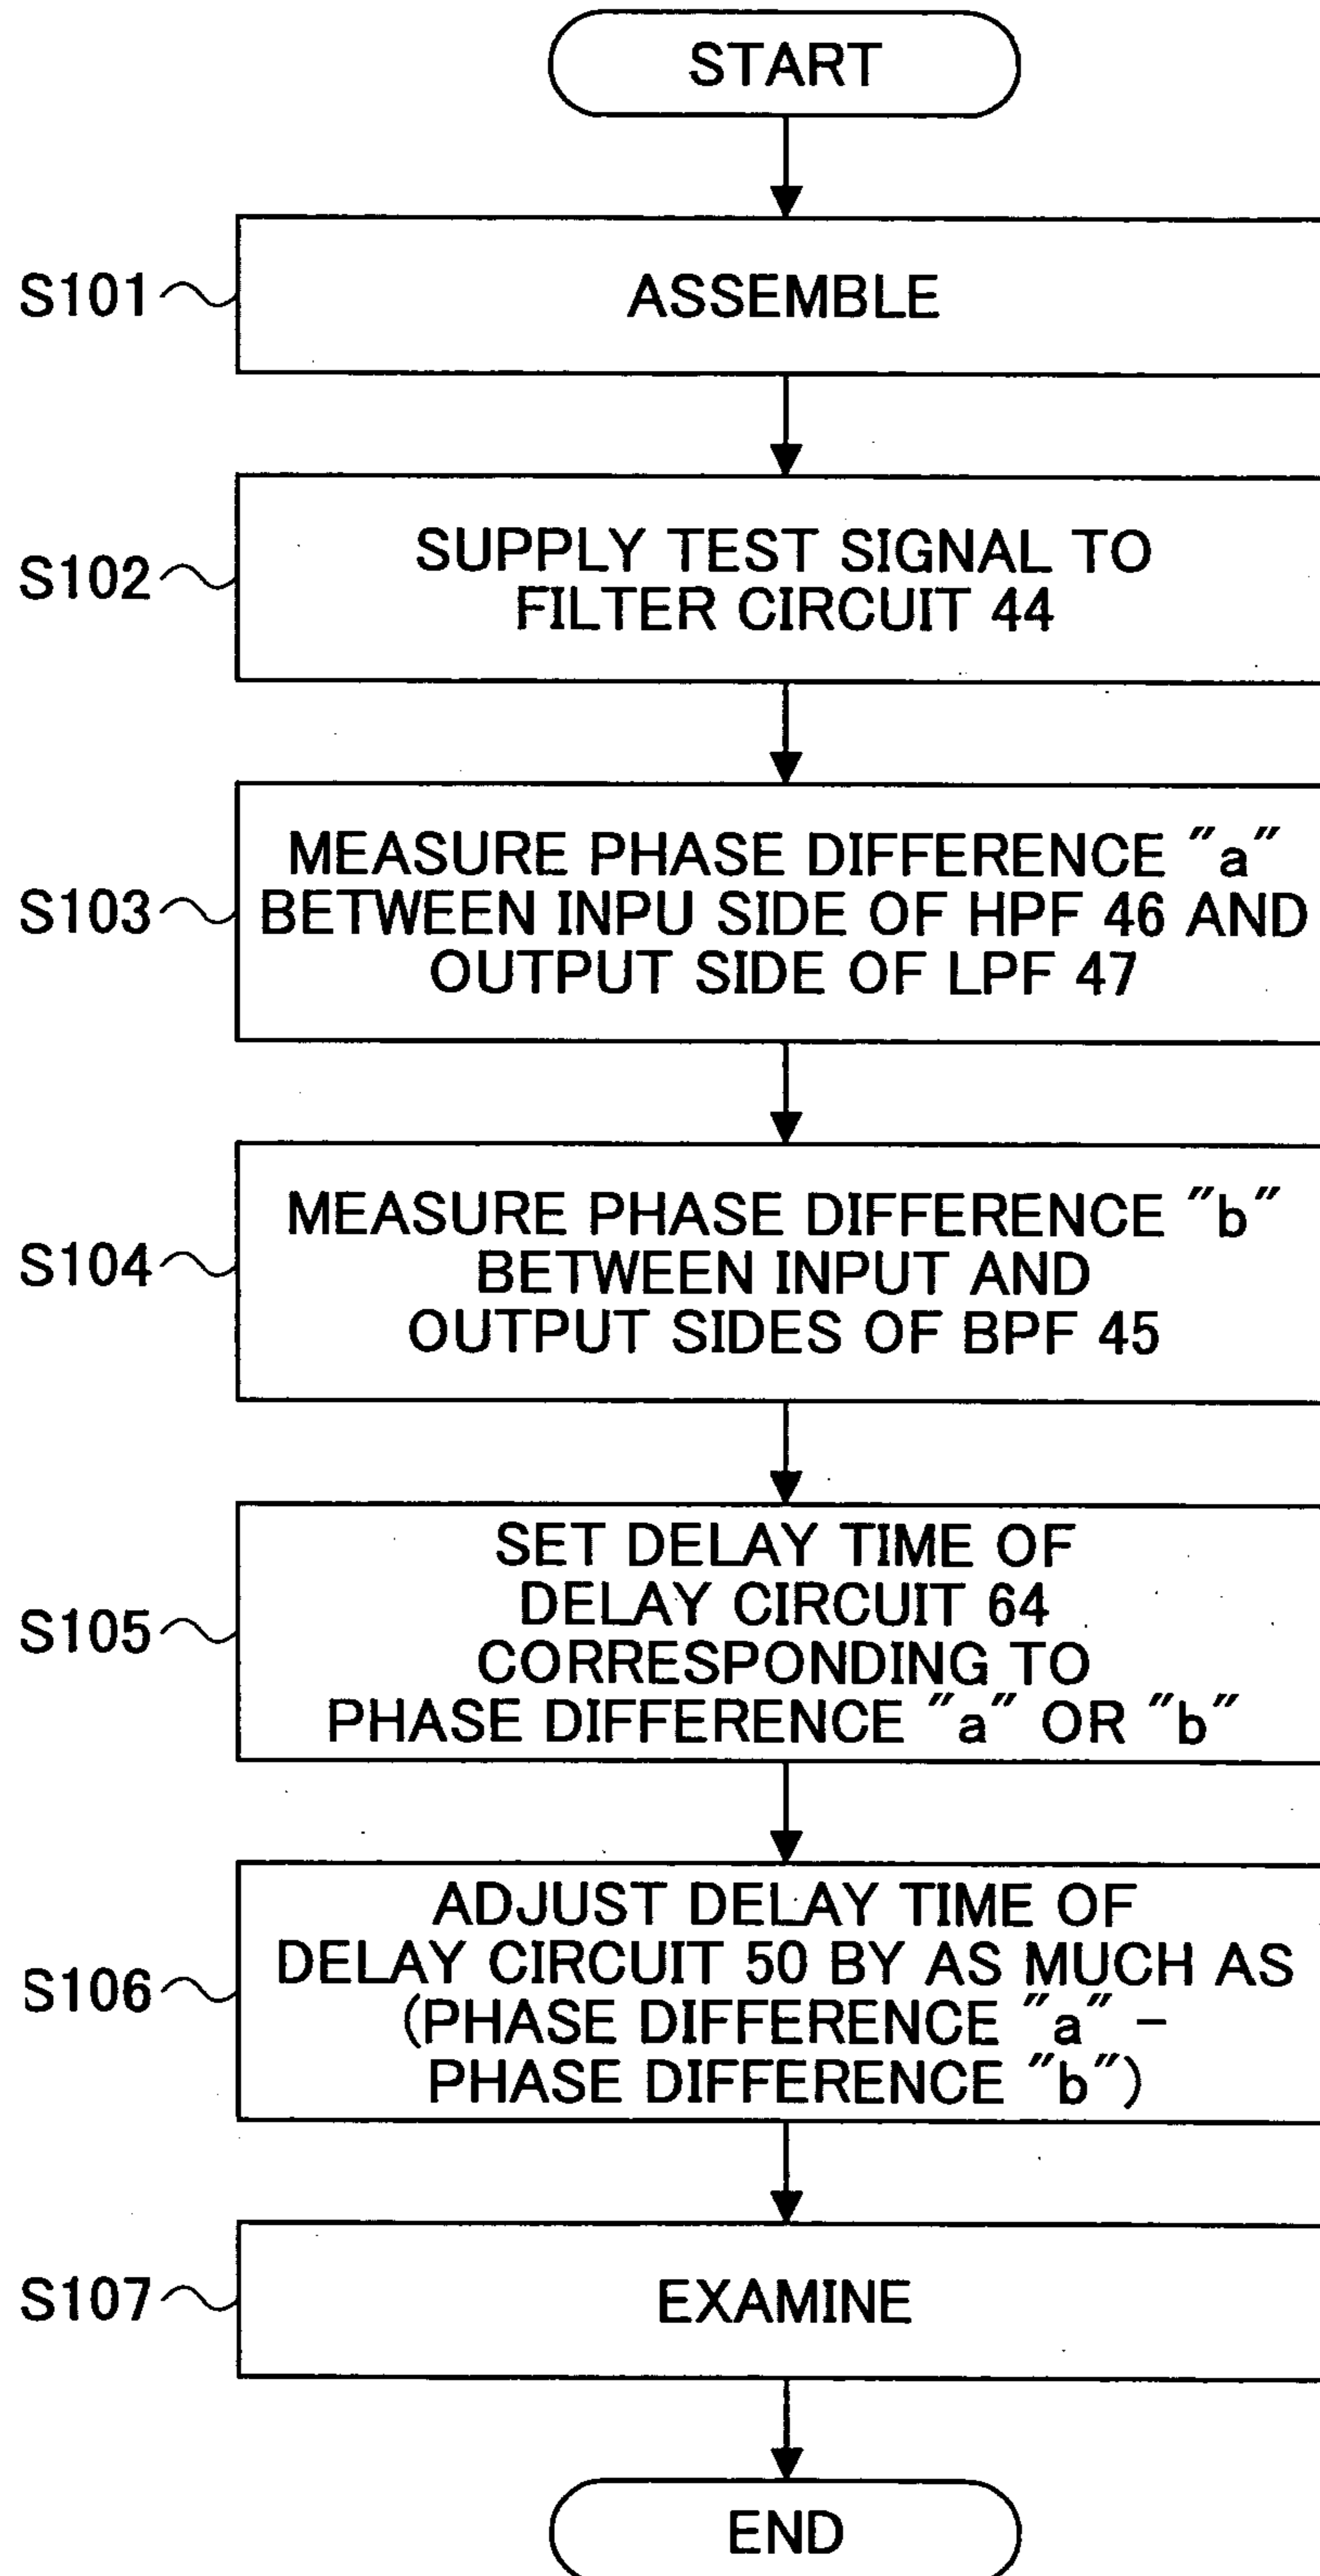 START
S101
ASSEMBLE
S102
SUPPLY TEST SIGNAL TO
FILTER CIRCUIT 44
S103
MEASURE PHASE DIFFERENCE "a"
BETWEEN INPU SIDE OF HPF 46 AND
OUTPUT SIDE OF LPF 47
S104
MEASURE PHASE DIFFERENCE "b"
BETWEEN INPUT AND
OUTPUT SIDES OF BPF 45
S105
SET DELAY TIME OF
DELAY CIRCUIT 64
CORRESPONDING TO
PHASE DIFFERENCE "a" OR "b"
S106
ADJUST DELAY TIME OF
DELAY CIRCUIT 50 BY AS MUCH AS
(PHASE DIFFERENCE "a" -
PHASE DIFFERENCE "b")
S107
EXAMINE
END